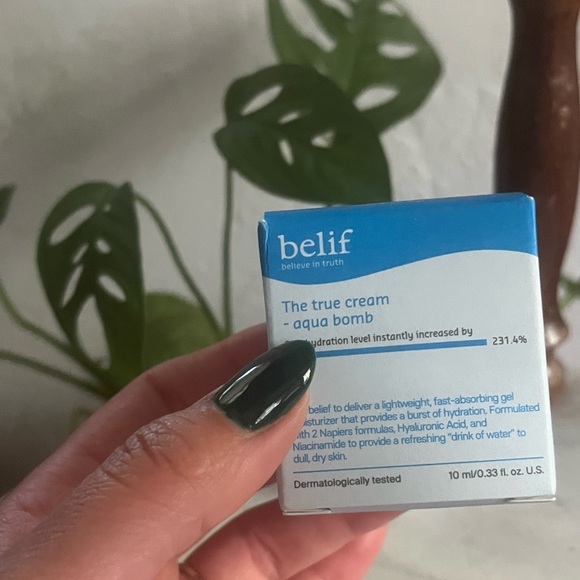 belif
believe in truth
The true cream
- aqua bomb
hydration level instantly increased by
231.4%
belief to deliver a lightweight, fast-absorbing gel
moisturizer that provides a burst of hydration. Formulated
with 2 Napiers formulas, Hyaluronic Acid, and
Niacinamide to provide a refreshing "drink of water" to
dull, dry skin.
Dermatologically tested
10 ml/0.33 fl. oz. U.S.